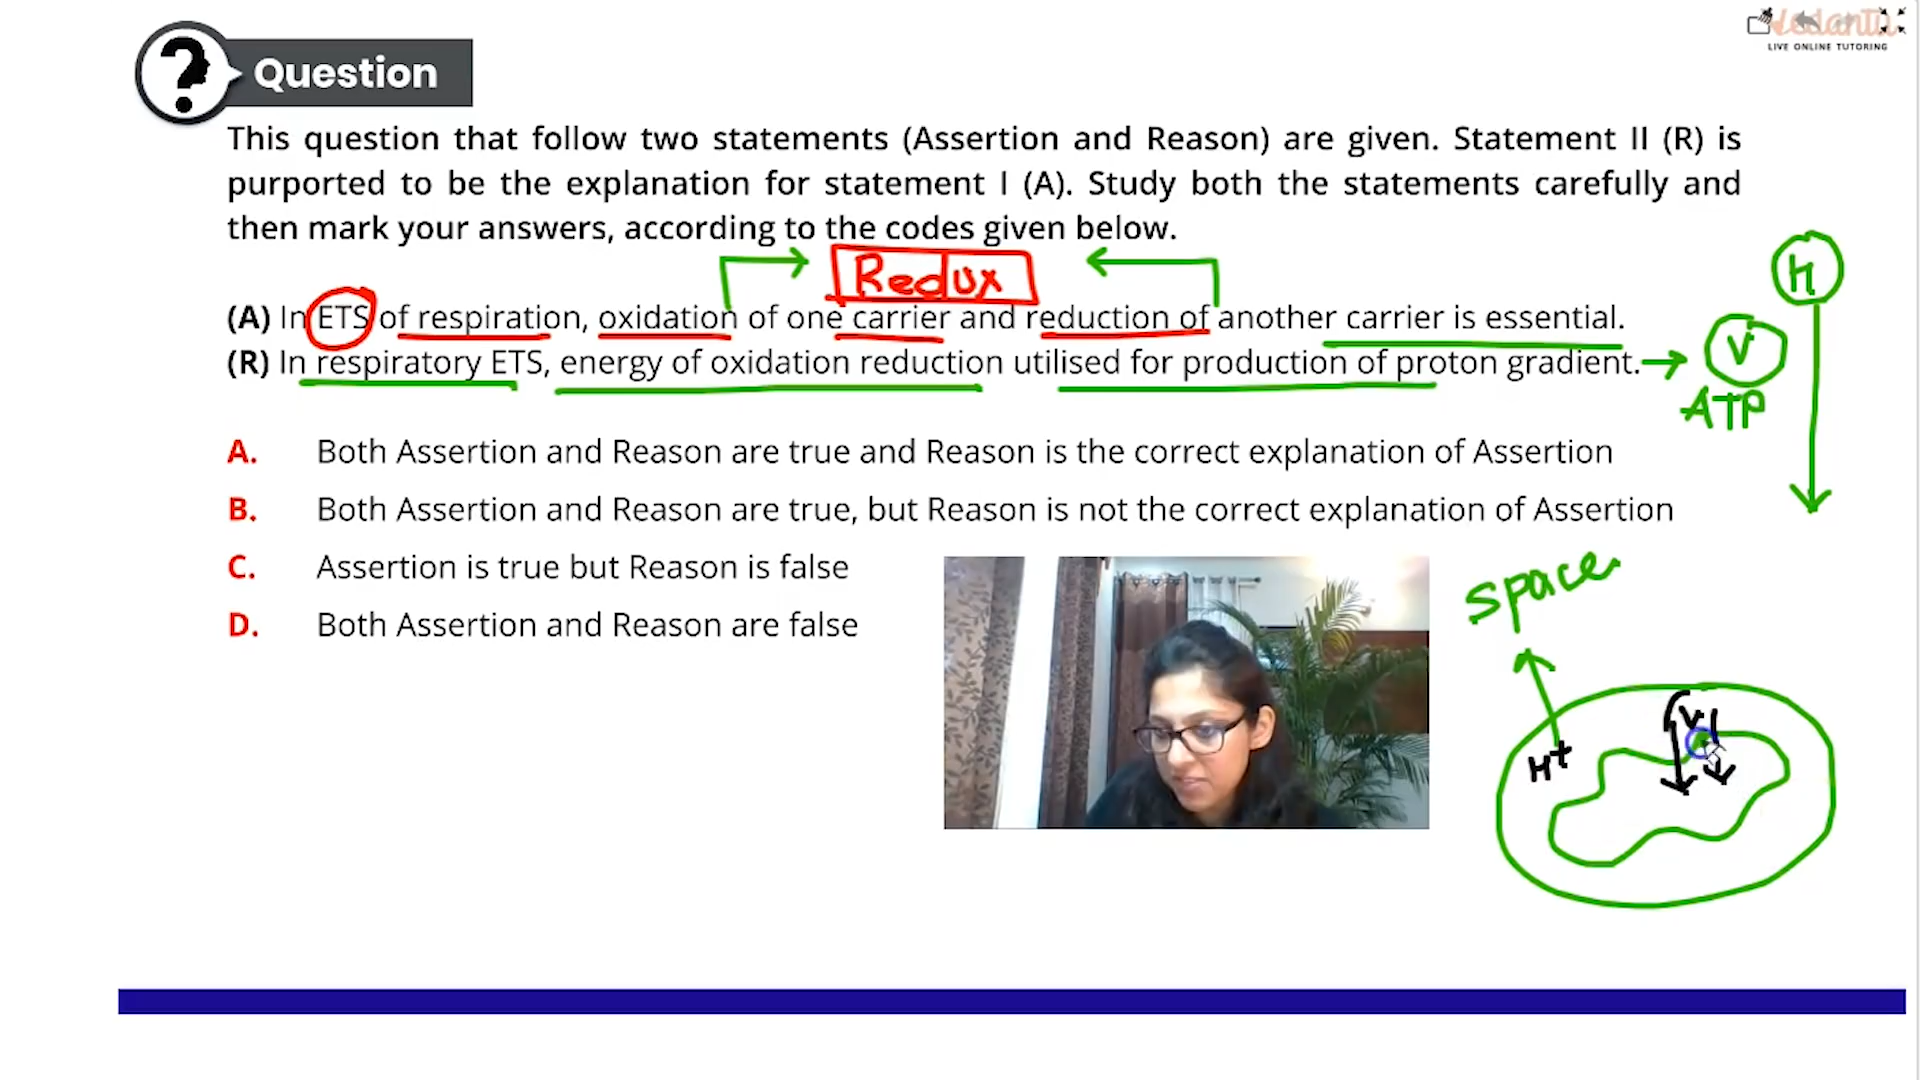 Vedantu
LIVE ONLINE TUTORING
Question
This question that follow two statements (Assertion and Reason) are given. Statement II (R) is
purported to be the explanation for statement I (A). Study both the statements carefully and
then mark your answers, according to the codes given below.
Redux
(A) In ETS of respiration, oxidation of one carrier and reduction of another carrier is essential.
(R) In respiratory ETS, energy of oxidation reduction utilised for production of proton gradient.
H
V
ATP
A. Both Assertion and Reason are true and Reason is the correct explanation of Assertion
B. Both Assertion and Reason are true, but Reason is not the correct explanation of Assertion
C. Assertion is true but Reason is false
D. Both Assertion and Reason are false
space
H+
V